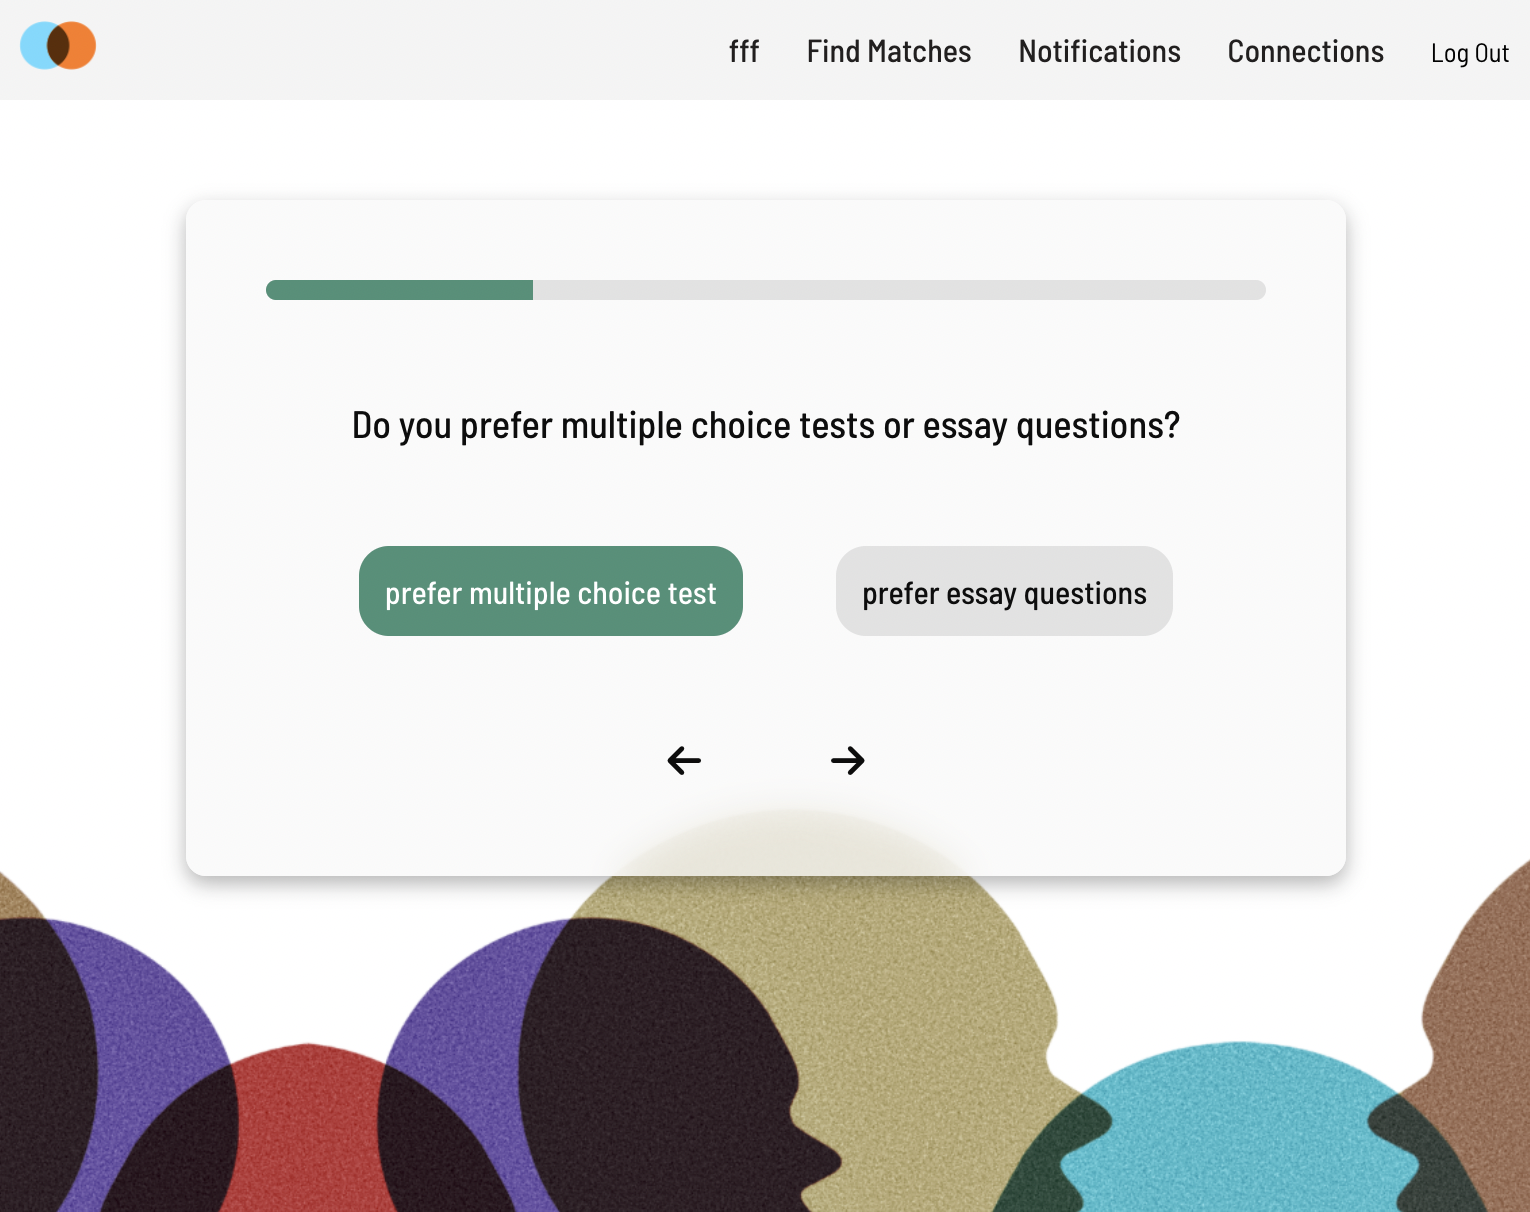 fff Find Matches Notifications Connections Log Out
Do you prefer multiple choice tests or essay questions?
prefer multiple choice test prefer essay questions